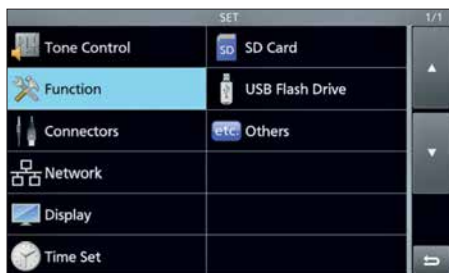 SET
1/1
Tone Control
SD
SD Card
Function
USB Flash Drive
Connectors
etc.
Others
Network
Display
Time Set